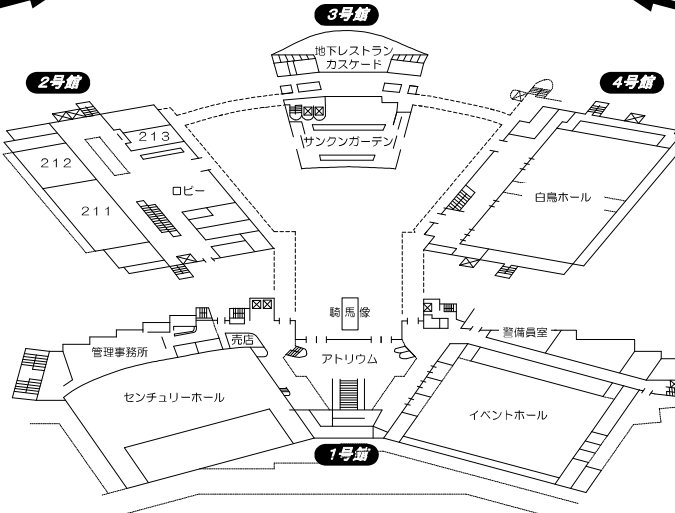 3号館
地下レストラン
カスケード
2号館
4号館
213
212
211
ロビー
サンクンガーデン
白鳥ホール
騎馬像
警備員室
売店
管理事務所
アトリウム
センチュリーホール
イベントホール
1号館